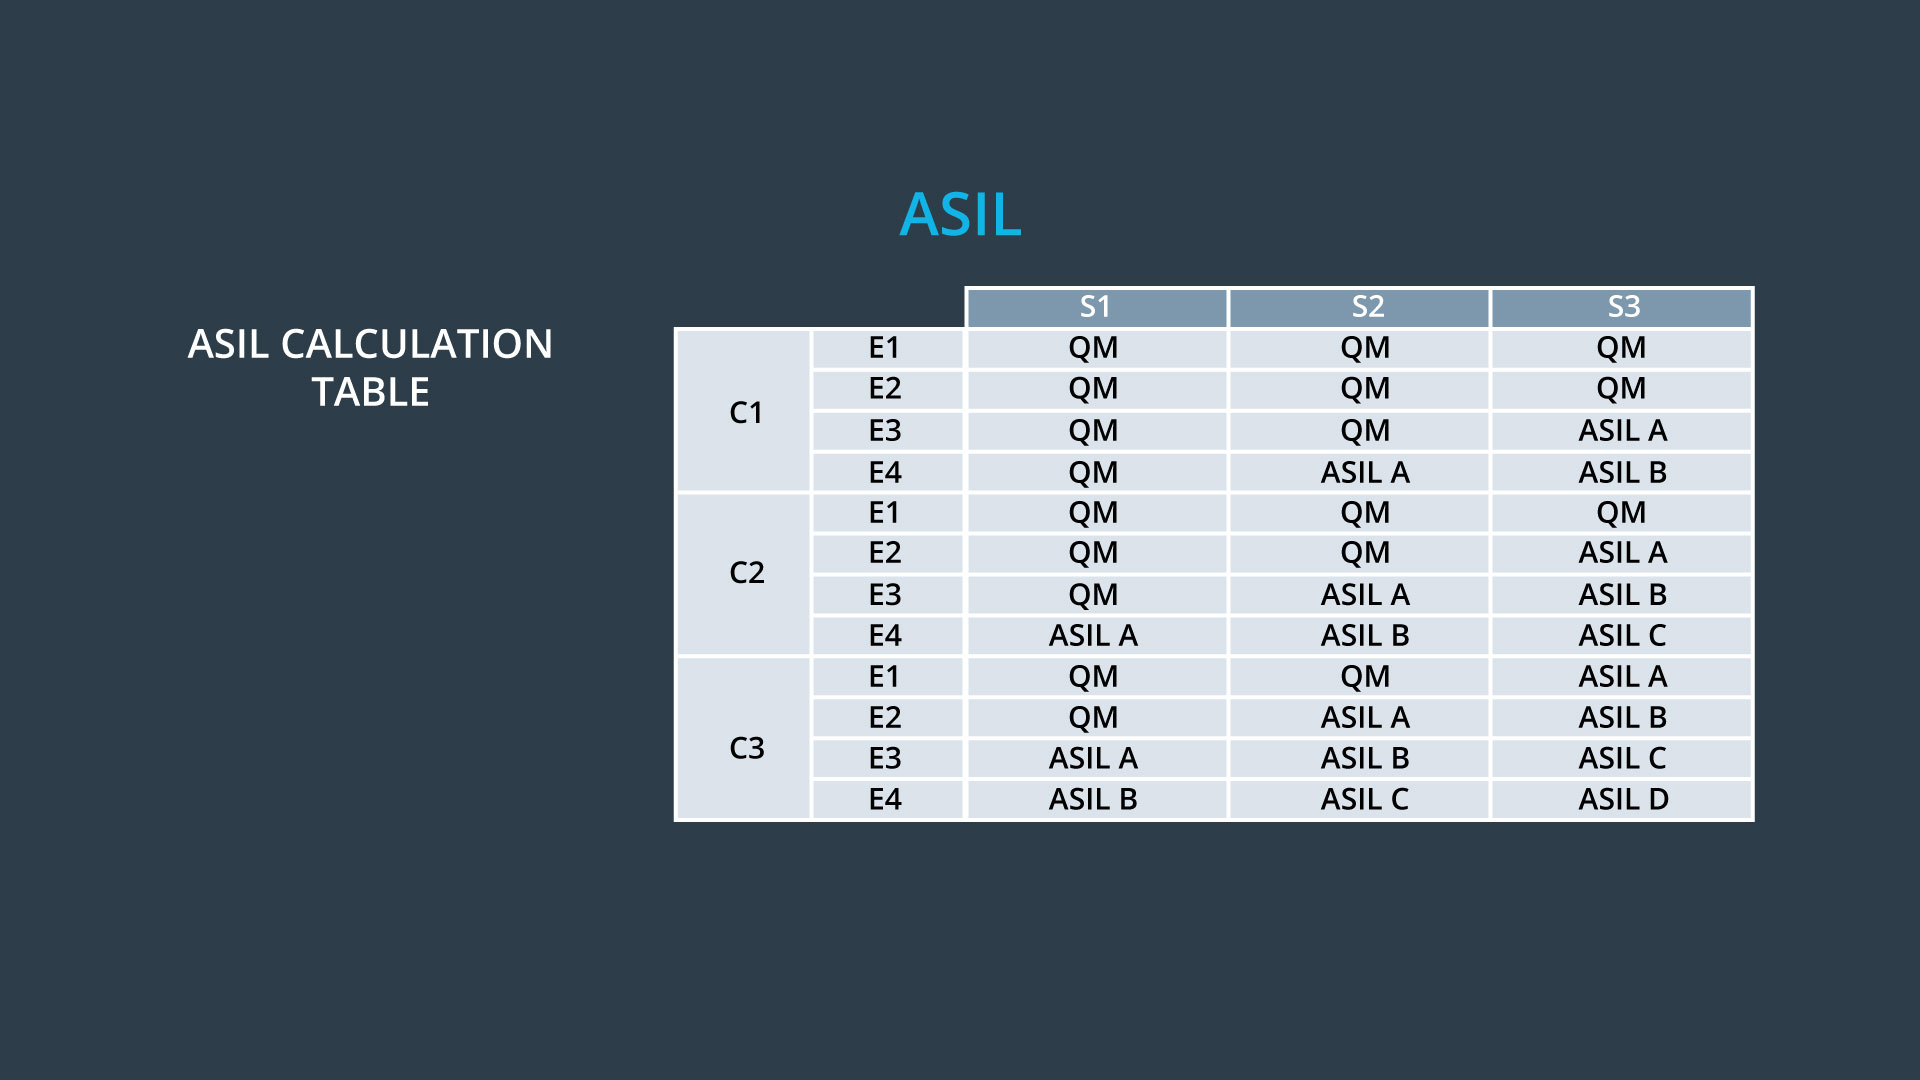 ASIL
ASIL CALCULATION
TABLE
S1 S2 S3
C1 E1 QM QM QM
E2 QM QM QM
E3 QM QM ASIL A
E4 QM ASIL A ASIL B
C2 E1 QM QM QM
E2 QM QM ASIL A
E3 QM ASIL A ASIL B
E4 ASIL A ASIL B ASIL C
C3 E1 QM QM ASIL A
E2 QM ASIL A ASIL B
E3 ASIL A ASIL B ASIL C
E4 ASIL B ASIL C ASIL D